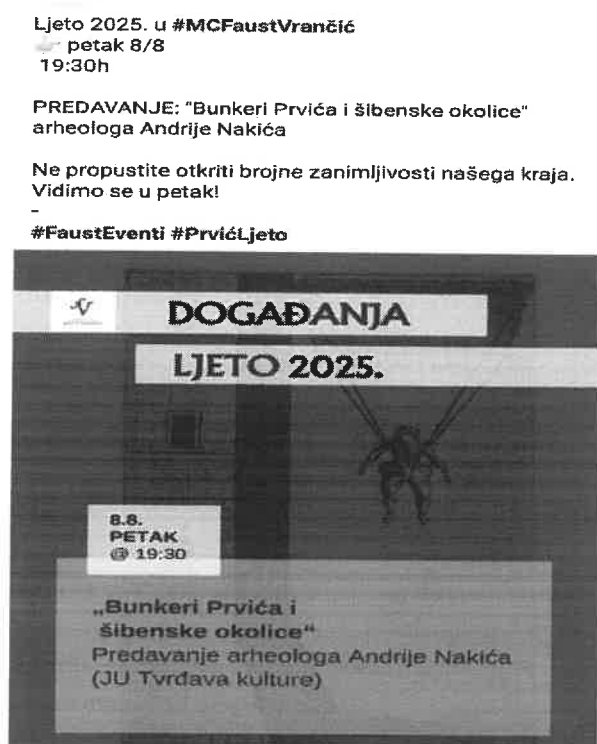 Ljeto 2025. u #MCFaustVrančić
petak 8/8
19:30h
PREDAVANJE: "Bunkeri Prvića i šibenske okolice"
arheologa Andrije Nakića
Ne propustite otkriti brojne zanimljivosti našega kraja.
Vidimo se u petak!
-
#FaustEventi #PrvićLjeto
DOGAĐANJA
LJETO 2025.
8.8.
PETAK
@ 19:30
„Bunkeri Prvića i
šibenske okolice“
Predavanje arheologa Andrije Nakića
(JU Tvrđava kulture)